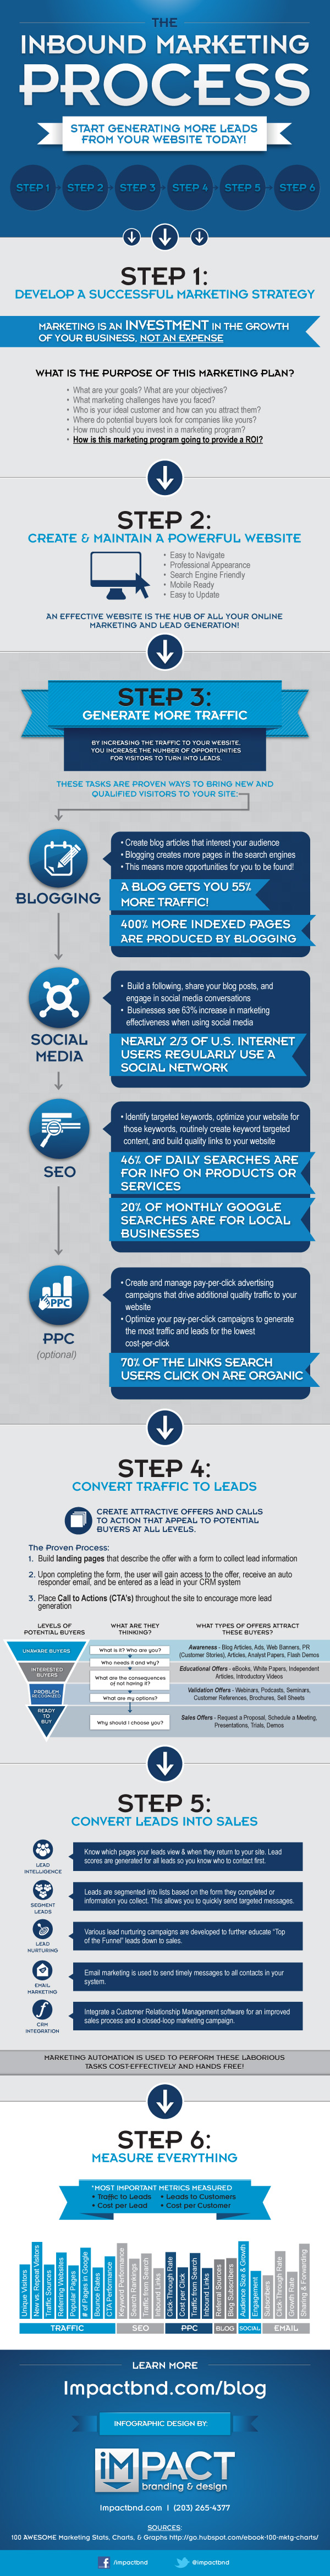 THE
INBOUND MARKETING
PROCESS
START GENERATING MORE LEADS
FROM YOUR WEBSITE TODAY!
STEP 1
STEP 2
STEP 3
STEP 4
STEP 5
STEP 6
STEP 1:
DEVELOP A SUCCESSFUL MARKETING STRATEGY
MARKETING IS AN INVESTMENT IN THE GROWTH
OF YOUR BUSINESS, NOT AN EXPENSE
WHAT IS THE PURPOSE OF THIS MARKETING PLAN?
• What are your goals? What are your objectives?
• What marketing challenges have you faced?
• Who is your ideal customer and how can you attract them?
• Where do potential buyers look for companies like yours?
• How much should you invest in a marketing program?
• How is this marketing program going to provide a ROI?
STEP 2:
CREATE & MAINTAIN A POWERFUL WEBSITE
• Easy to Navigate
• Professional Appearance
• Search Engine Friendly
• Mobile Ready
• Easy to Update
AN EFFECTIVE WEBSITE IS THE HUB OF ALL YOUR ONLINE
MARKETING AND LEAD GENERATION!
STEP 3:
GENERATE MORE TRAFFIC
BY INCREASING THE TRAFFIC TO YOUR WEBSITE,
YOU INCREASE THE NUMBER OF OPPORTUNITIES
FOR VISITORS TO TURN INTO LEADS.
THESE TASKS ARE PROVEN WAYS TO BRING NEW AND
QUALIFIED VISITORS TO YOUR SITE:
BLOGGING
• Create blog articles that interest your audience
• Blogging creates more pages in the search engines
• This means more opportunities for you to be found!
A BLOG GETS YOU 55%
MORE TRAFFIC!
400% MORE INDEXED PAGES
ARE PRODUCED BY BLOGGING
SOCIAL
MEDIA
• Build a following, share your blog posts, and
engage in social media conversations
• Businesses see 63% increase in marketing
effectiveness when using social media
NEARLY 2/3 OF U.S. INTERNET
USERS REGULARLY USE A
SOCIAL NETWORK
SEO
• Identify targeted keywords, optimize your website for
those keywords, routinely create keyword targeted
content, and build quality links to your website
46% OF DAILY SEARCHES ARE
FOR INFO ON PRODUCTS OR
SERVICES
20% OF MONTHLY GOOGLE
SEARCHES ARE FOR LOCAL
BUSINESSES
PPC
PPC
(optional)
• Create and manage pay-per-click advertising
campaigns that drive additional quality traffic to your
website
• Optimize your pay-per-click campaigns to generate
the most traffic and leads for the lowest
cost-per-click
70% OF THE LINKS SEARCH
USERS CLICK ON ARE ORGANIC
STEP 4:
CONVERT TRAFFIC TO LEADS
CREATE ATTRACTIVE OFFERS AND CALLS
TO ACTION THAT APPEAL TO POTENTIAL
BUYERS AT ALL LEVELS.
The Proven Process:
1. Build landing pages that describe the offer with a form to collect lead information
2. Upon completing the form, the user will gain access to the offer, receive an auto
responder email, and be entered as a lead in your CRM system
3. Place Call to Actions (CTA's) throughout the site to encourage more lead
generation
LEVELS OF
POTENTIAL BUYERS
WHAT ARE THEY
THINKING?
WHAT TYPES OF OFFERS ATTRACT
THESE BUYERS?
UNAWARE BUYERS
What is it? Who are you?
Awareness - Blog Articles, Ads, Web Banners, PR
(Customer Stories), Articles, Analyst Papers, Flash Demos
INTERESTED
BUYERS
Who needs it and why?
What are the consequences
of not having it?
Educational Offers - eBooks, White Papers, Independent
Articles, Introductory Videos
PROBLEM
RECOGNIZED
What are my options?
Validation Offers - Webinars, Podcasts, Seminars,
Customer References, Brochures, Sell Sheets
READY
TO
BUY
Why should I choose you?
Sales Offers - Request a Proposal, Schedule a Meeting,
Presentations, Trials, Demos
STEP 5:
CONVERT LEADS INTO SALES
LEAD
INTELLIGENCE
Know which pages your leads view & when they return to your site. Lead
scores are generated for all leads so you know who to contact first.
SEGMENT
LEADS
Leads are segmented into lists based on the form they completed or
information you collect. This allows you to quickly send targeted messages.
LEAD
NURTURING
Various lead nurturing campaigns are developed to further educate "Top
of the Funnel" leads down to sales.
EMAIL
MARKETING
Email marketing is used to send timely messages to all contacts in your
system.
CRM
INTEGRATION
Integrate a Customer Relationship Management software for an improved
sales process and a closed-loop marketing campaign.
MARKETING AUTOMATION IS USED TO PERFORM THESE LABORIOUS
TASKS COST-EFFECTIVELY AND HANDS FREE!
STEP 6:
MEASURE EVERYTHING
*MOST IMPORTANT METRICS MEASURED
• Traffic to Leads • Leads to Customers
• Cost per Lead • Cost per Customer
Unique Visitors
New vs. Repeat Visitors
Traffic Sources
Referring Websites
Popular Pages
# of Pages in Google
Bounce Rates
CTA Performance
Keyword Performance
Search Rankings
Traffic from Search
Inbound Links
Click-Through Rate
Cost per Click
Traffic from Search
Inbound Links
Referral Sources
Blog Subscribers
Audience Size & Growth
Engagement
Subscribers
Click Through Rate
Growth Rate
Sharing & Forwarding
TRAFFIC
SEO
PPC
BLOG
SOCIAL
EMAIL
LEARN MORE
Impactbnd.com/blog
INFOGRAPHIC DESIGN BY:
IMPACT
branding & design
Impactbnd.com | (203) 265-4377
SOURCES:
100 AWESOME Marketing Stats, Charts, & Graphs http://go.hubspot.com/ebook-100-mktg-charts/
f /impactbnd
@impactbnd